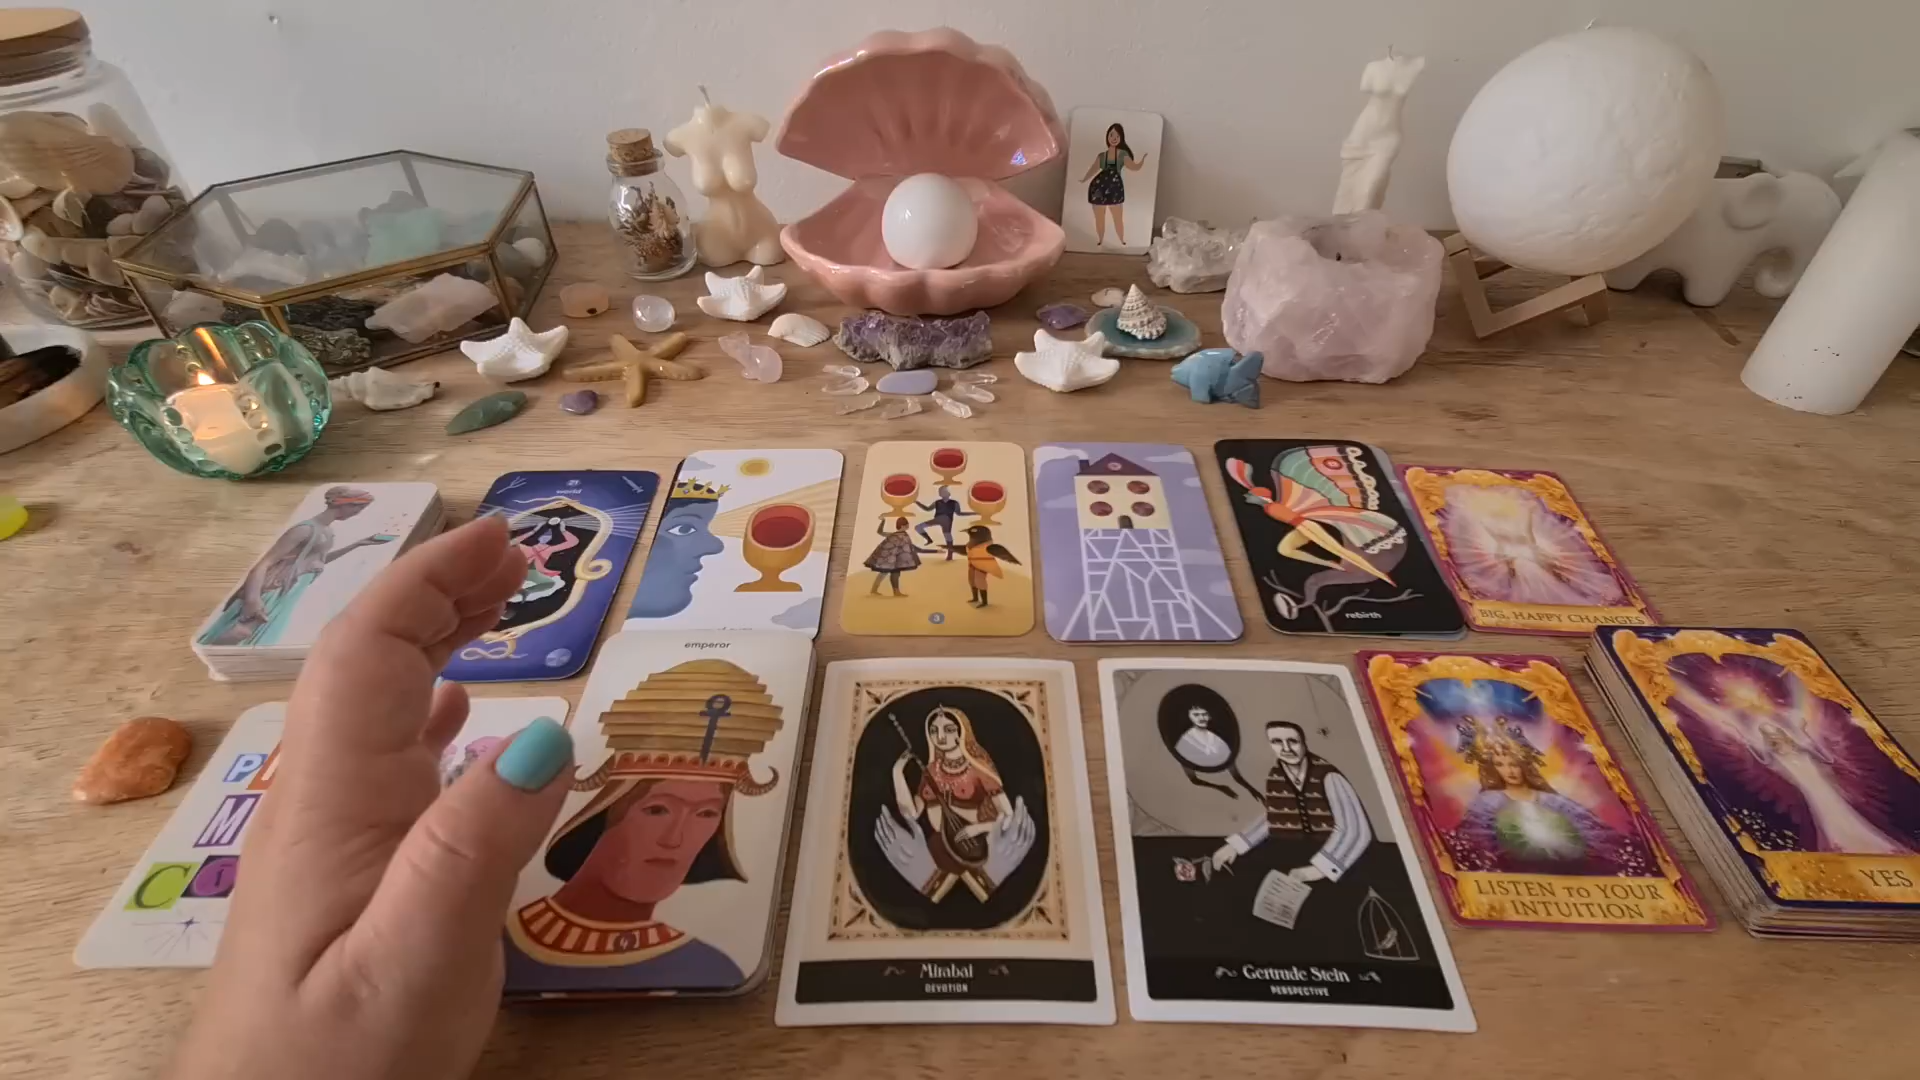 21
world
3
rebirth
BIG, HAPPY CHANGES
emperor
Mirabai
DEVOTION
Gertrude Stein
PERSPECTIVE
LISTEN TO YOUR
INTUITION
YES